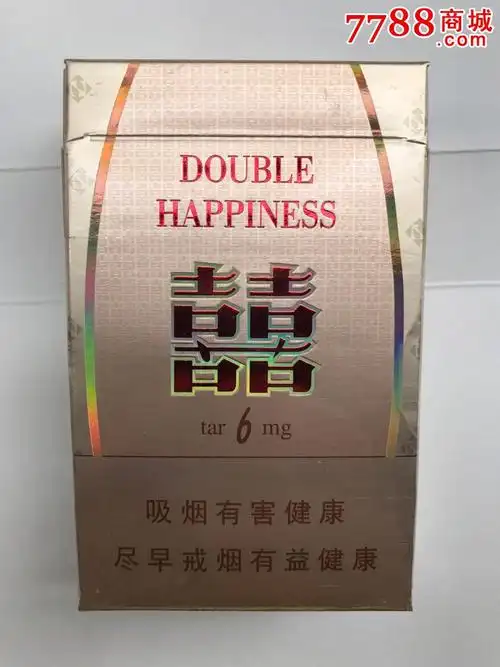 7788商城
.com
DOUBLE
HAPPINESS
囍
tar 6 mg
吸烟有害健康
尽早戒烟有益健康